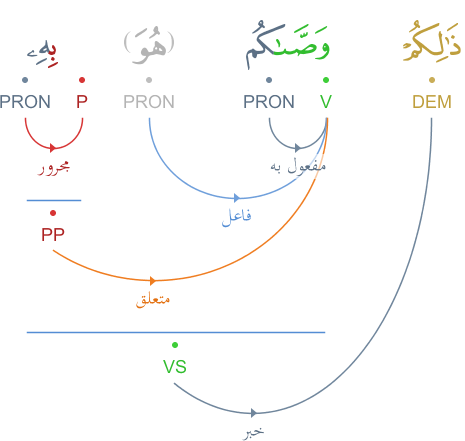 ذَٰلِكُمْ وَصَّىٰكُم (هُوَ) بِهِۦ
DEM V PRON PRON P PRON
مفعول به مجرور
فاعل
PP
متعلق
VS
خبر